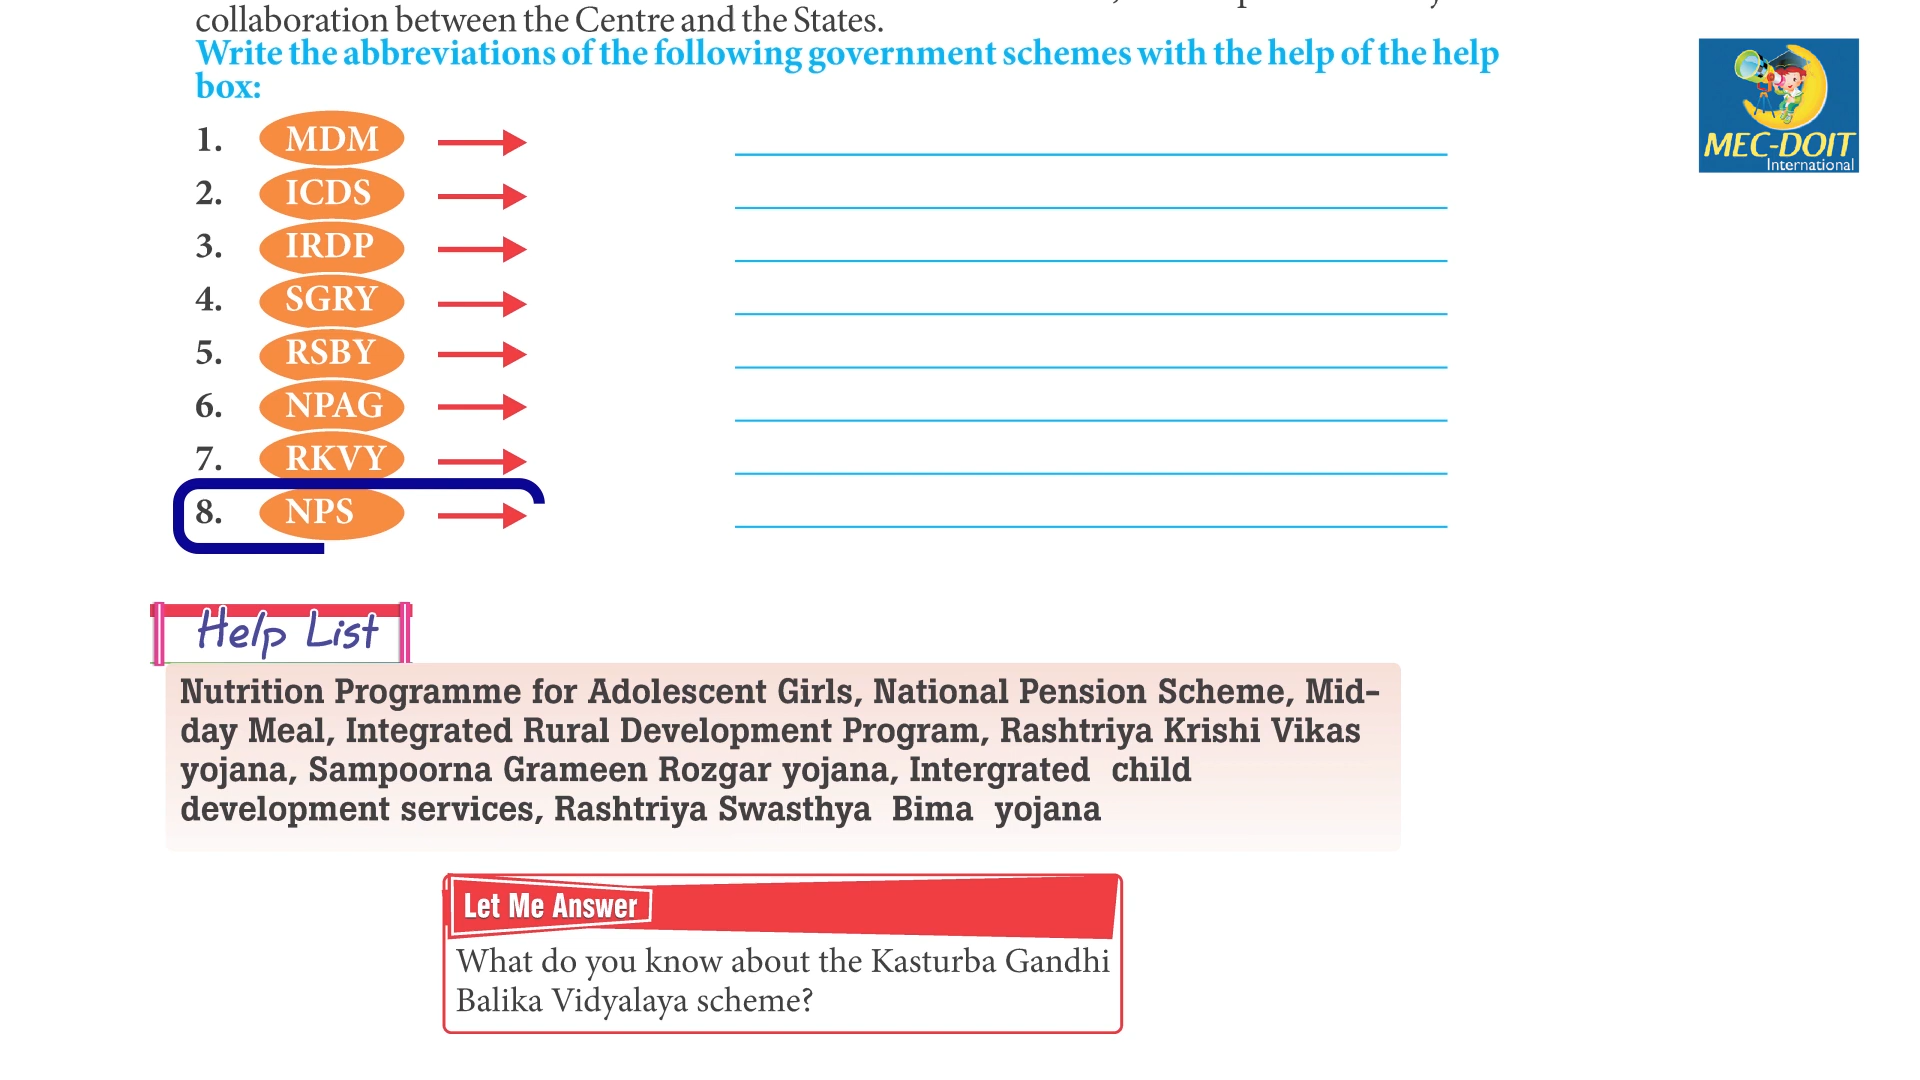 collaboration between the Centre and the States.
Write the abbreviations of the following government schemes with the help of the help
box:
1. MDM
2. ICDS
3. IRDP
4. SGRY
5. RSBY
6. NPAG
7. RKVY
8. NPS
Help List
Nutrition Programme for Adolescent Girls, National Pension Scheme, Mid-
day Meal, Integrated Rural Development Program, Rashtriya Krishi Vikas
yojana, Sampoorna Grameen Rozgar yojana, Intergrated child
development services, Rashtriya Swasthya Bima yojana
Let Me Answer
What do you know about the Kasturba Gandhi
Balika Vidyalaya scheme?
MEC-DOIT
International